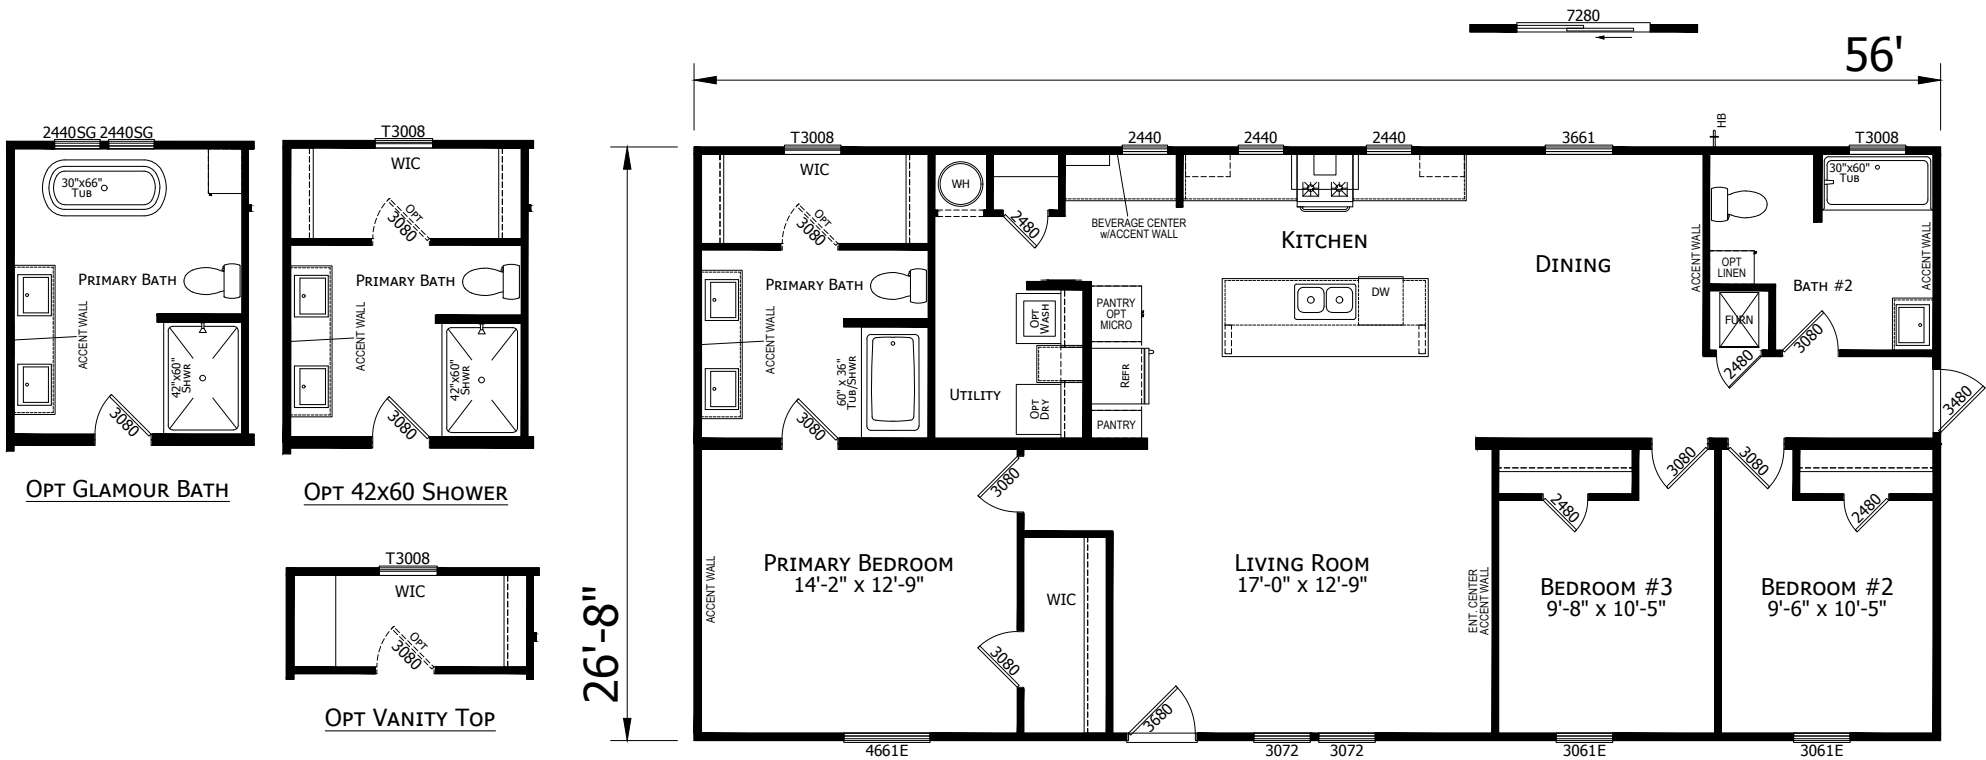 7280
56'
26'-8"
2440SG 2440SG
30"x66"
TUB
PRIMARY BATH
ACCENT WALL
42"x60"
SHWR
3080
OPT GLAMOUR BATH
T3008
WIC
OPT
3080
PRIMARY BATH
ACCENT WALL
42"x60"
SHWR
3080
OPT 42X60 SHOWER
T3008
WIC
OPT
3080
OPT VANITY TOP
T3008
2440
2440
2440
3661
HB
T3008
WIC
OPT
3080
PRIMARY BATH
ACCENT WALL
60" x 36"
TUB/SHWR
3080
WH
2480
BEVERAGE CENTER
w/ACCENT WALL
OPT
WASH
UTILITY
OPT
DRY
PANTRY
OPT
MICRO
REFR
PANTRY
KITCHEN
DW
DINING
ACCENT WALL
30"x60"
TUB
OPT
LINEN
BATH #2
ACCENT WALL
FURN
2480
3080
3480
3080
PRIMARY BEDROOM
14'-2" x 12'-9"
ACCENT WALL
3080
WIC
LIVING ROOM
17'-0" x 12'-9"
ENT. CENTER
ACCENT WALL
3680
3080
2480
BEDROOM #3
9'-8" x 10'-5"
3080
2480
BEDROOM #2
9'-6" x 10'-5"
4661E
3072
3072
3061E
3061E